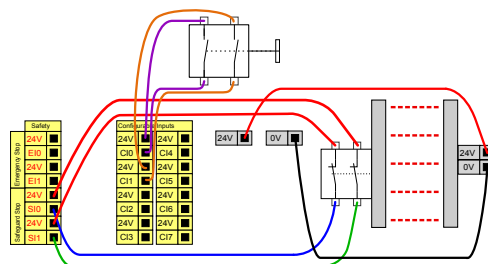 Safety
Emergency Stop
24V
EI0
24V
EI1
Safeguard Stop
24V
SI0
24V
SI1
Configurable Inputs
24V 24V
CI0 CI4
24V 24V
CI1 CI5
24V 24V
CI2 CI6
24V 24V
CI3 CI7
24V 0V
24V
0V